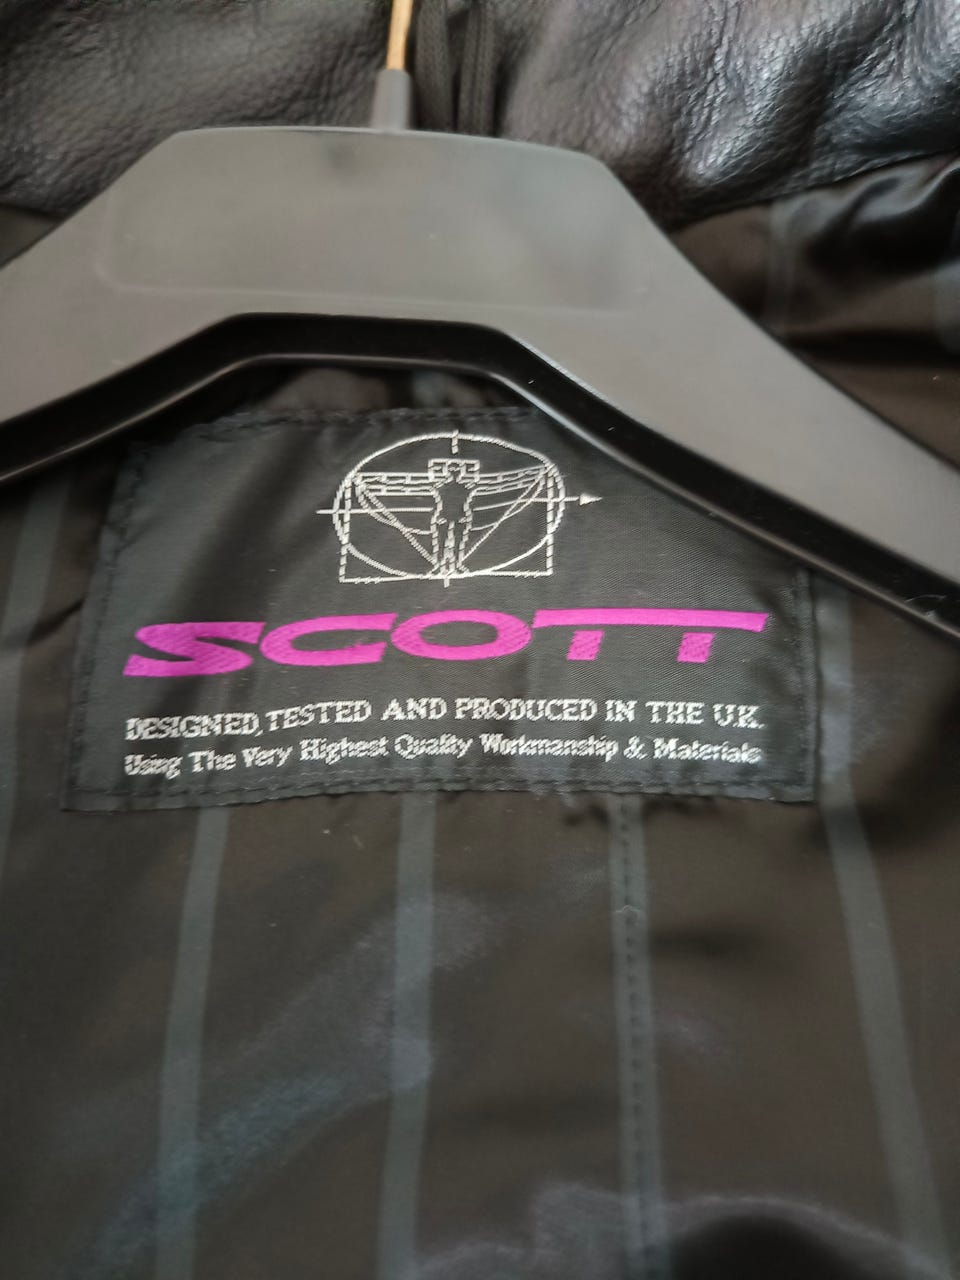 SCOTT
DESIGNED, TESTED AND PRODUCED IN THE U.K.
Using The Very Highest Quality Workmanship & Materials